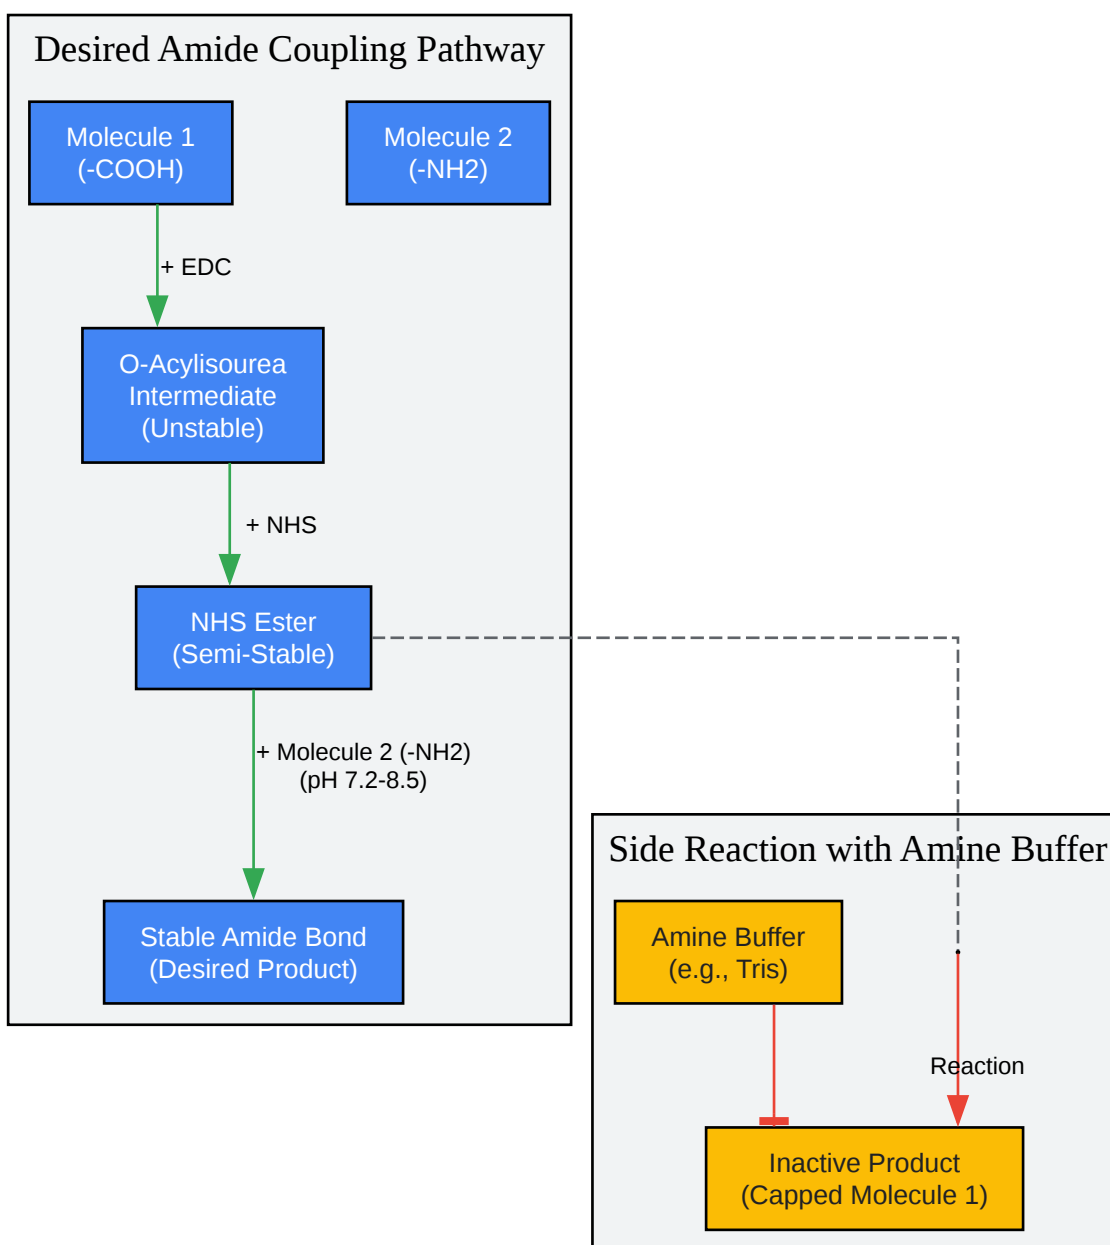 Desired Amide Coupling Pathway
Molecule 1
(-COOH)
Molecule 2
(-NH2)
+ EDC
O-Acylisourea
Intermediate
(Unstable)
+ NHS
NHS Ester
(Semi-Stable)
+ Molecule 2 (-NH2)
(pH 7.2-8.5)
Stable Amide Bond
(Desired Product)
Side Reaction with Amine Buffer
Amine Buffer
(e.g., Tris)
Reaction
Inactive Product
(Capped Molecule 1)